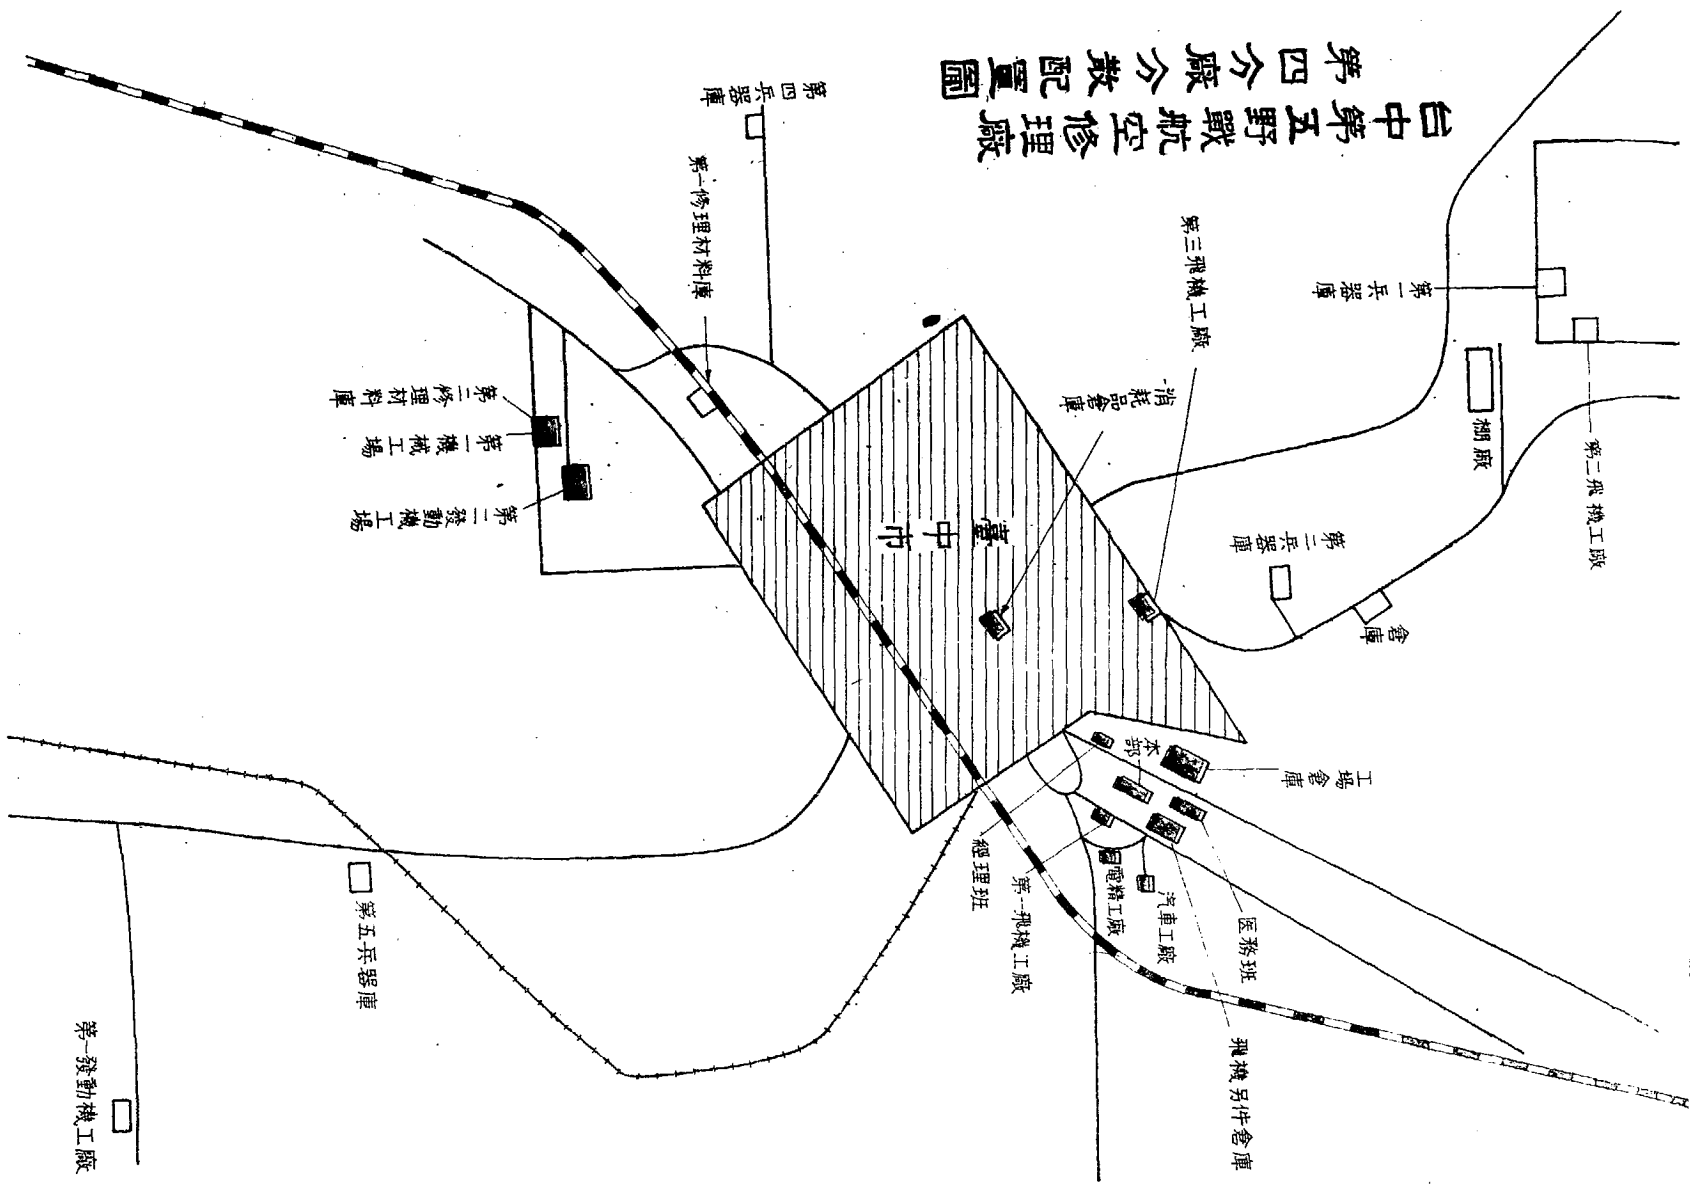 台中第五野戰航空修理廠
第四分廠分散配置圖
第四兵器庫
第一修理材料庫
第三飛機工廠
第一兵器庫
消耗品倉庫
棚廠
第二飛機工廠
第二修理材料庫
第一機械工場
第二發動機工場
臺中市
第二兵器庫
倉庫
本部
工場倉庫
經理班
第一飛機工廠
電精工廠
汽車工廠
医務班
飛機另件倉庫
第五兵器庫
第一發動機工廠